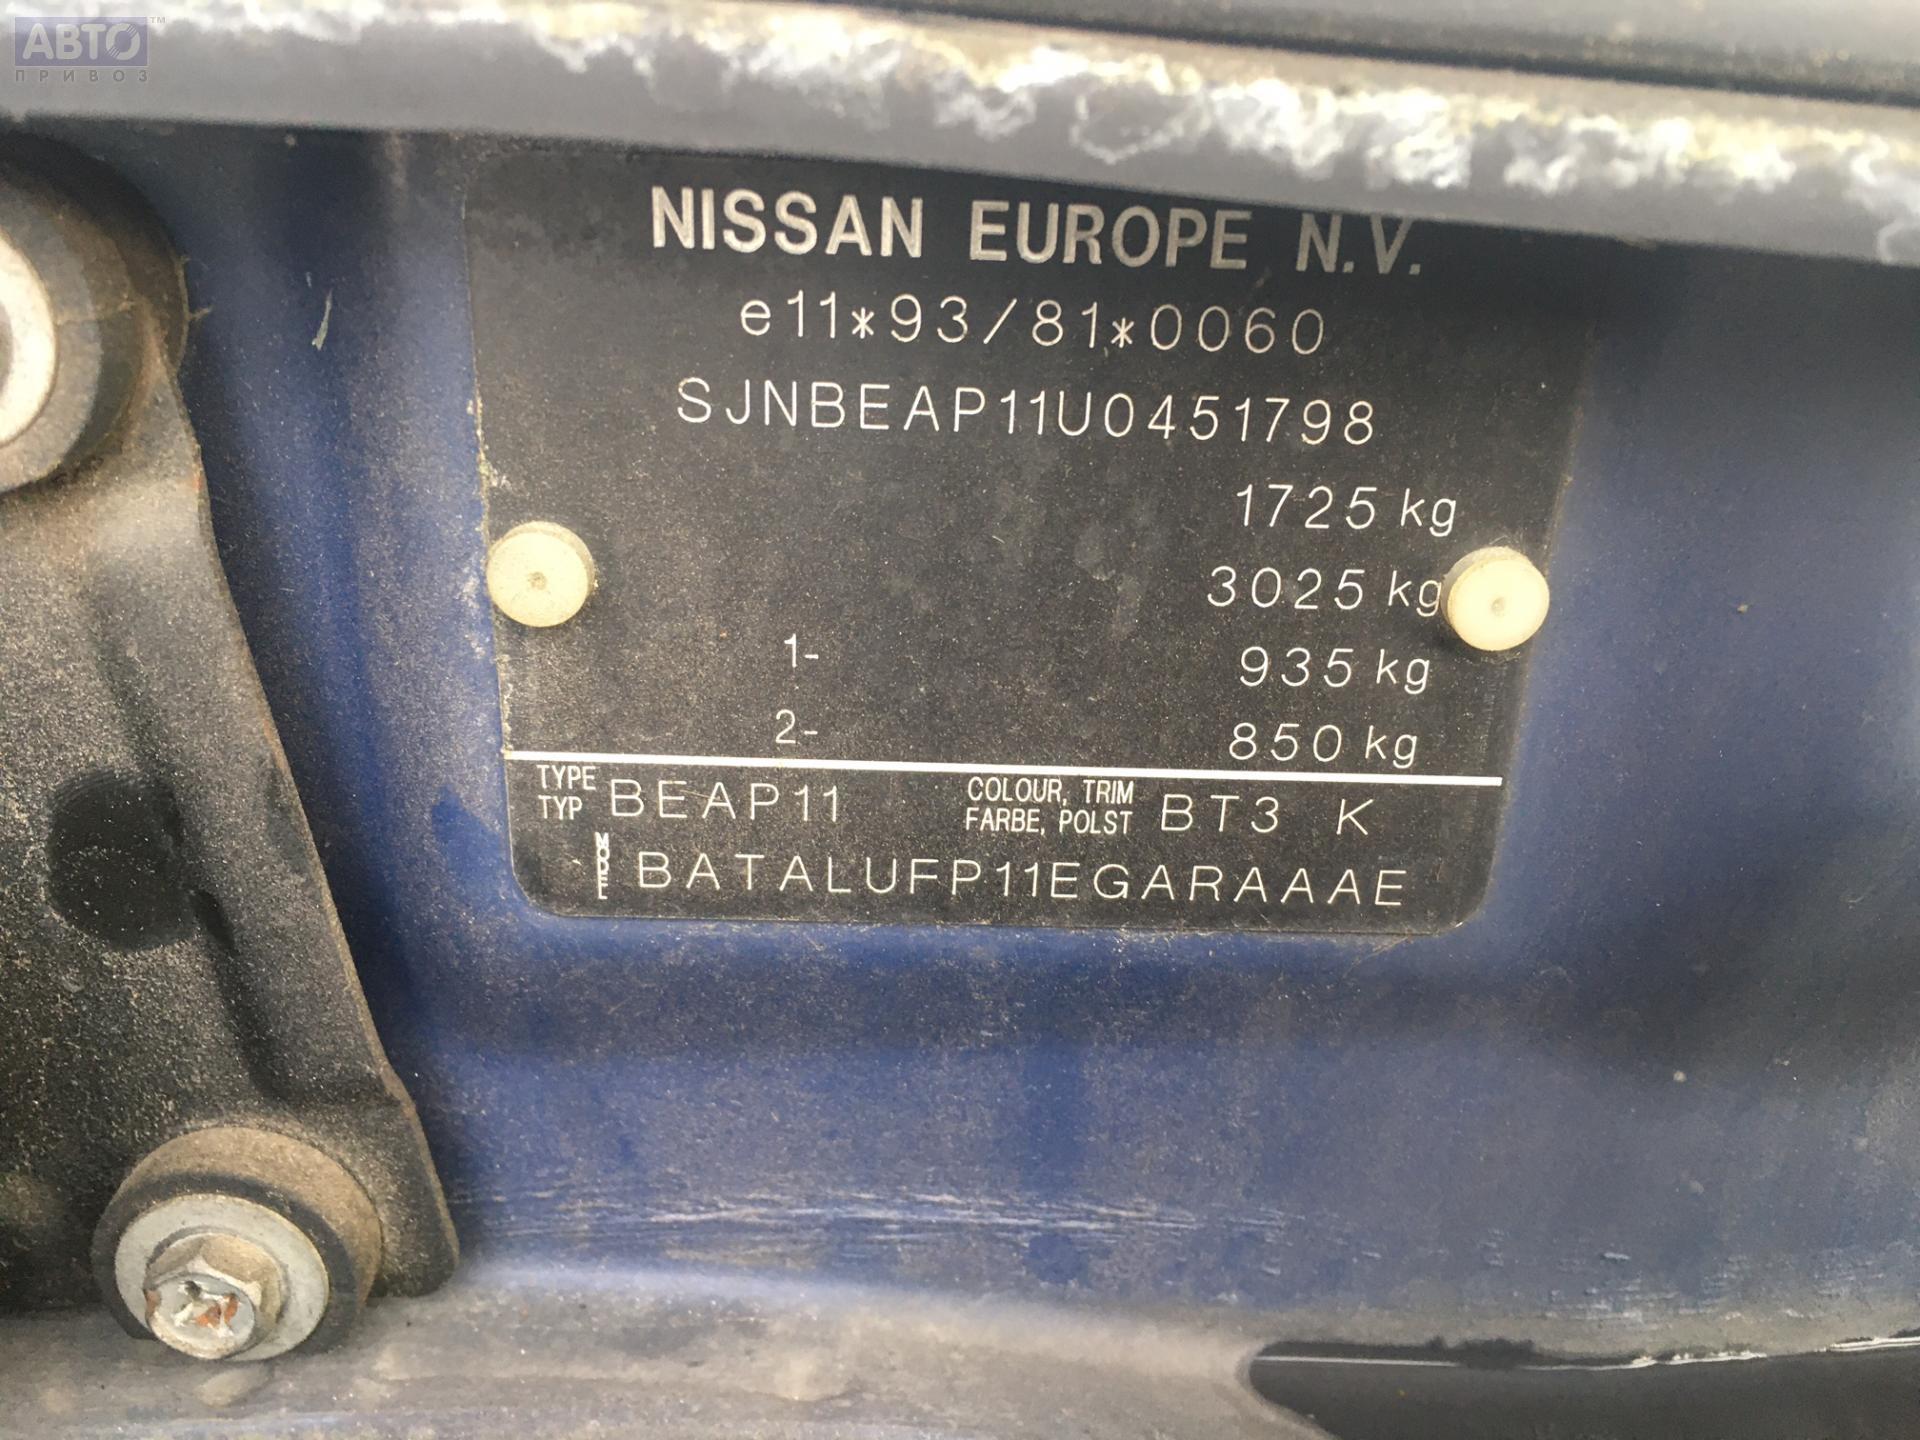 АВТО™
ПРИВОЗ
NISSAN EUROPE N.V.
e11*93/81*0060
SJNBEAP11U0451798
1725 kg
3025 kg
1- 935 kg
2- 850 kg
TYPE
TYP BEAP11 COLOUR, TRIM
FARBE, POLST BT3 K
MODEL BATALUFP11EGARAAAE